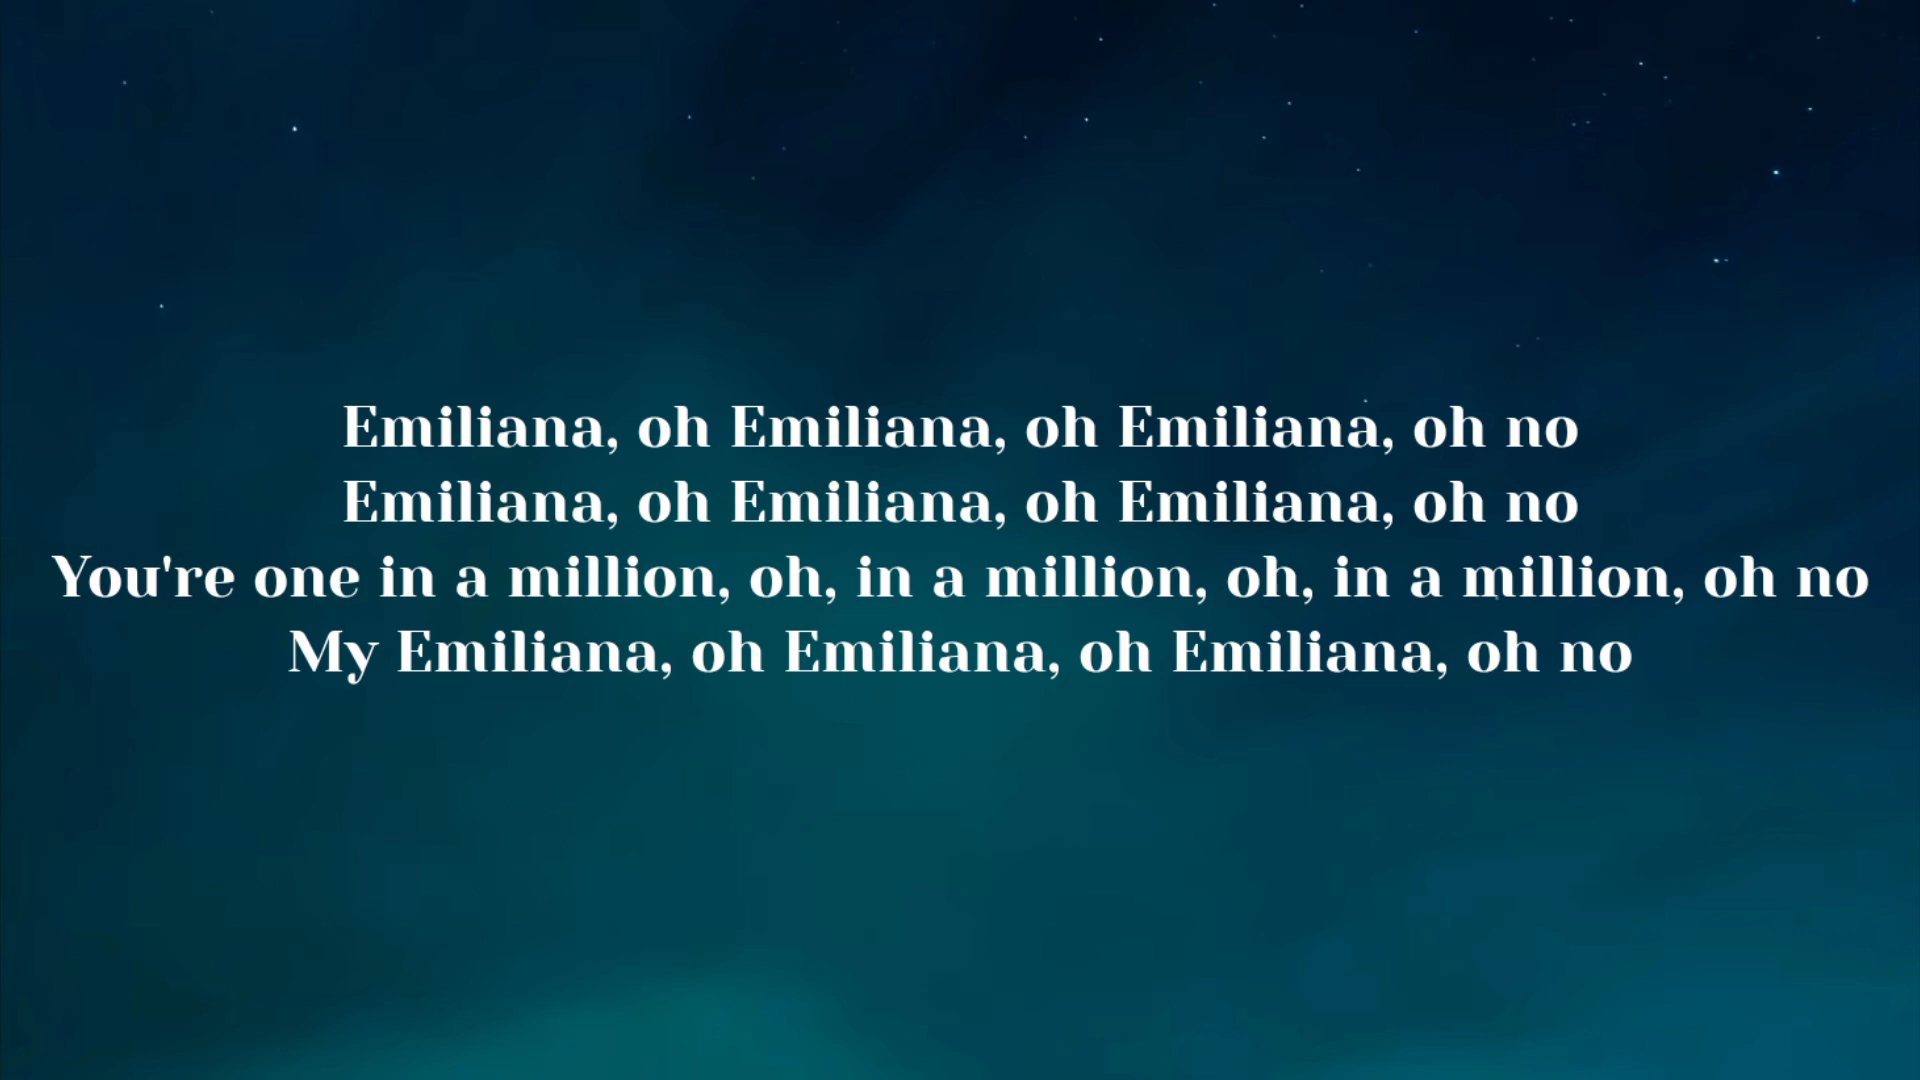 Emiliana, oh Emiliana, oh Emiliana, oh no
Emiliana, oh Emiliana, oh Emiliana, oh no
You're one in a million, oh, in a million, oh, in a million, oh no
My Emiliana, oh Emiliana, oh Emiliana, oh no